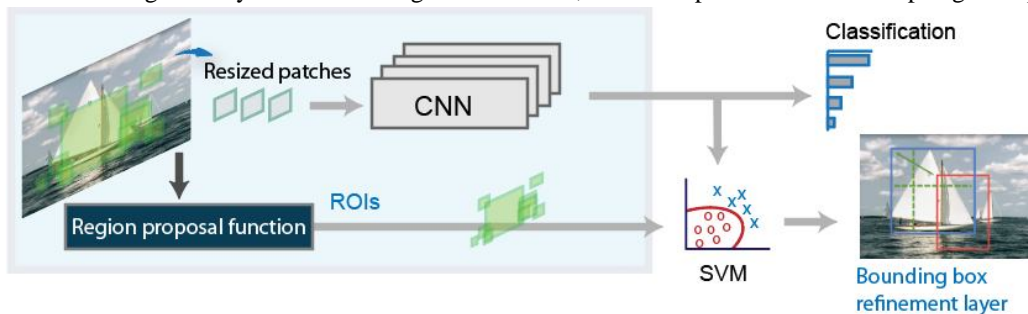 Classification
Resized patches
CNN
Region proposal function
ROIs
x x x x x
o o o o o o o
SVM
Bounding box
refinement layer